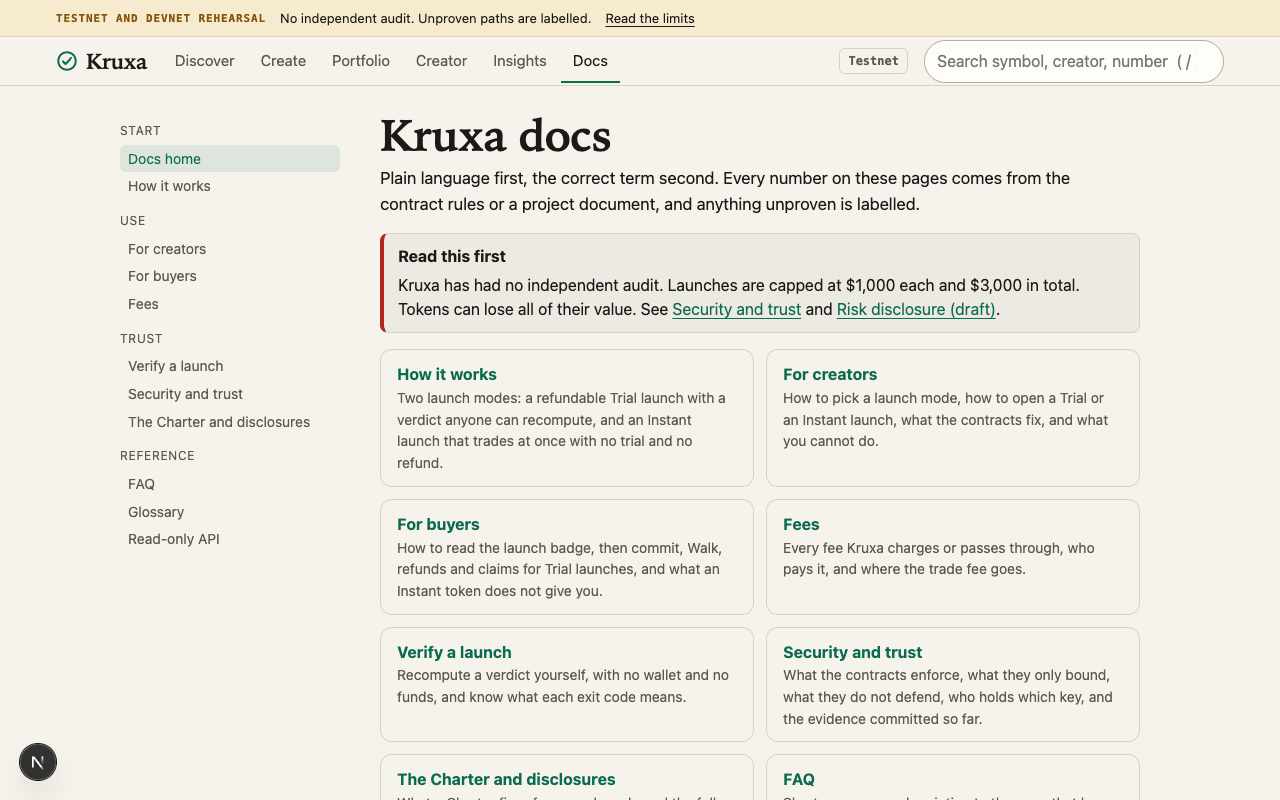 TESTNET AND DEVNET REHEARSAL No independent audit. Unproven paths are labelled. Read the limits
Kruxa Discover Create Portfolio Creator Insights Docs Testnet Search symbol, creator, number ( /
START
Docs home
How it works
USE
For creators
For buyers
Fees
TRUST
Verify a launch
Security and trust
The Charter and disclosures
REFERENCE
FAQ
Glossary
Read-only API
Kruxa docs
Plain language first, the correct term second. Every number on these pages comes from the
contract rules or a project document, and anything unproven is labelled.
Read this first
Kruxa has had no independent audit. Launches are capped at $1,000 each and $3,000 in total.
Tokens can lose all of their value. See Security and trust and Risk disclosure (draft).
How it works
Two launch modes: a refundable Trial launch with a
verdict anyone can recompute, and an Instant
launch that trades at once with no trial and no
refund.
For creators
How to pick a launch mode, how to open a Trial or
an Instant launch, what the contracts fix, and what
you cannot do.
For buyers
How to read the launch badge, then commit, Walk,
refunds and claims for Trial launches, and what an
Instant token does not give you.
Fees
Every fee Kruxa charges or passes through, who
pays it, and where the trade fee goes.
Verify a launch
Recompute a verdict yourself, with no wallet and no
funds, and know what each exit code means.
Security and trust
What the contracts enforce, what they only bound,
what they do not defend, who holds which key, and
the evidence committed so far.
The Charter and disclosures
FAQ
N